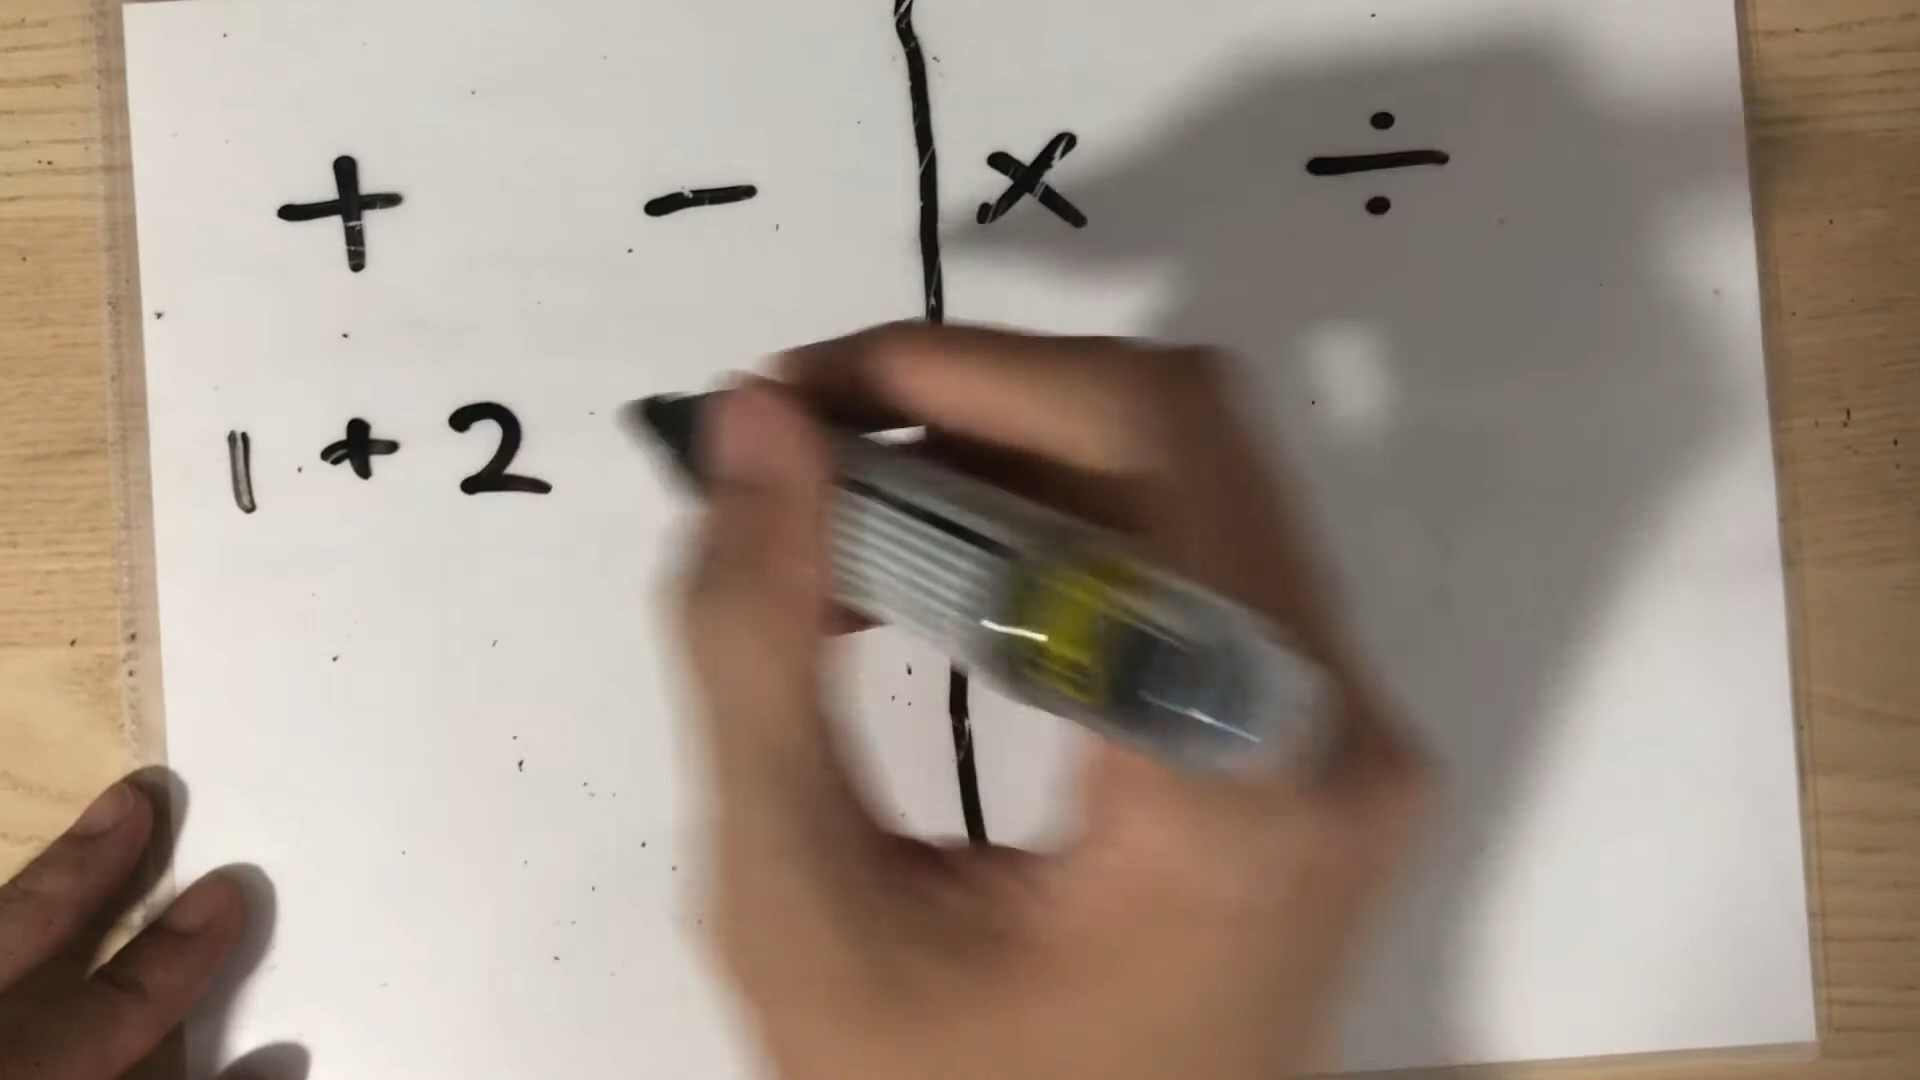 + - × ÷
1 + 2